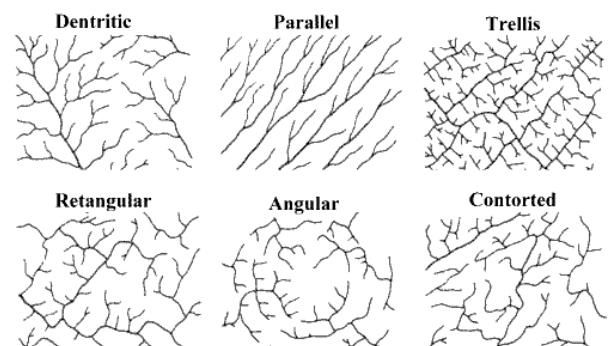 Dentritic
Parallel
Trellis
Retangular
Angular
Contorted